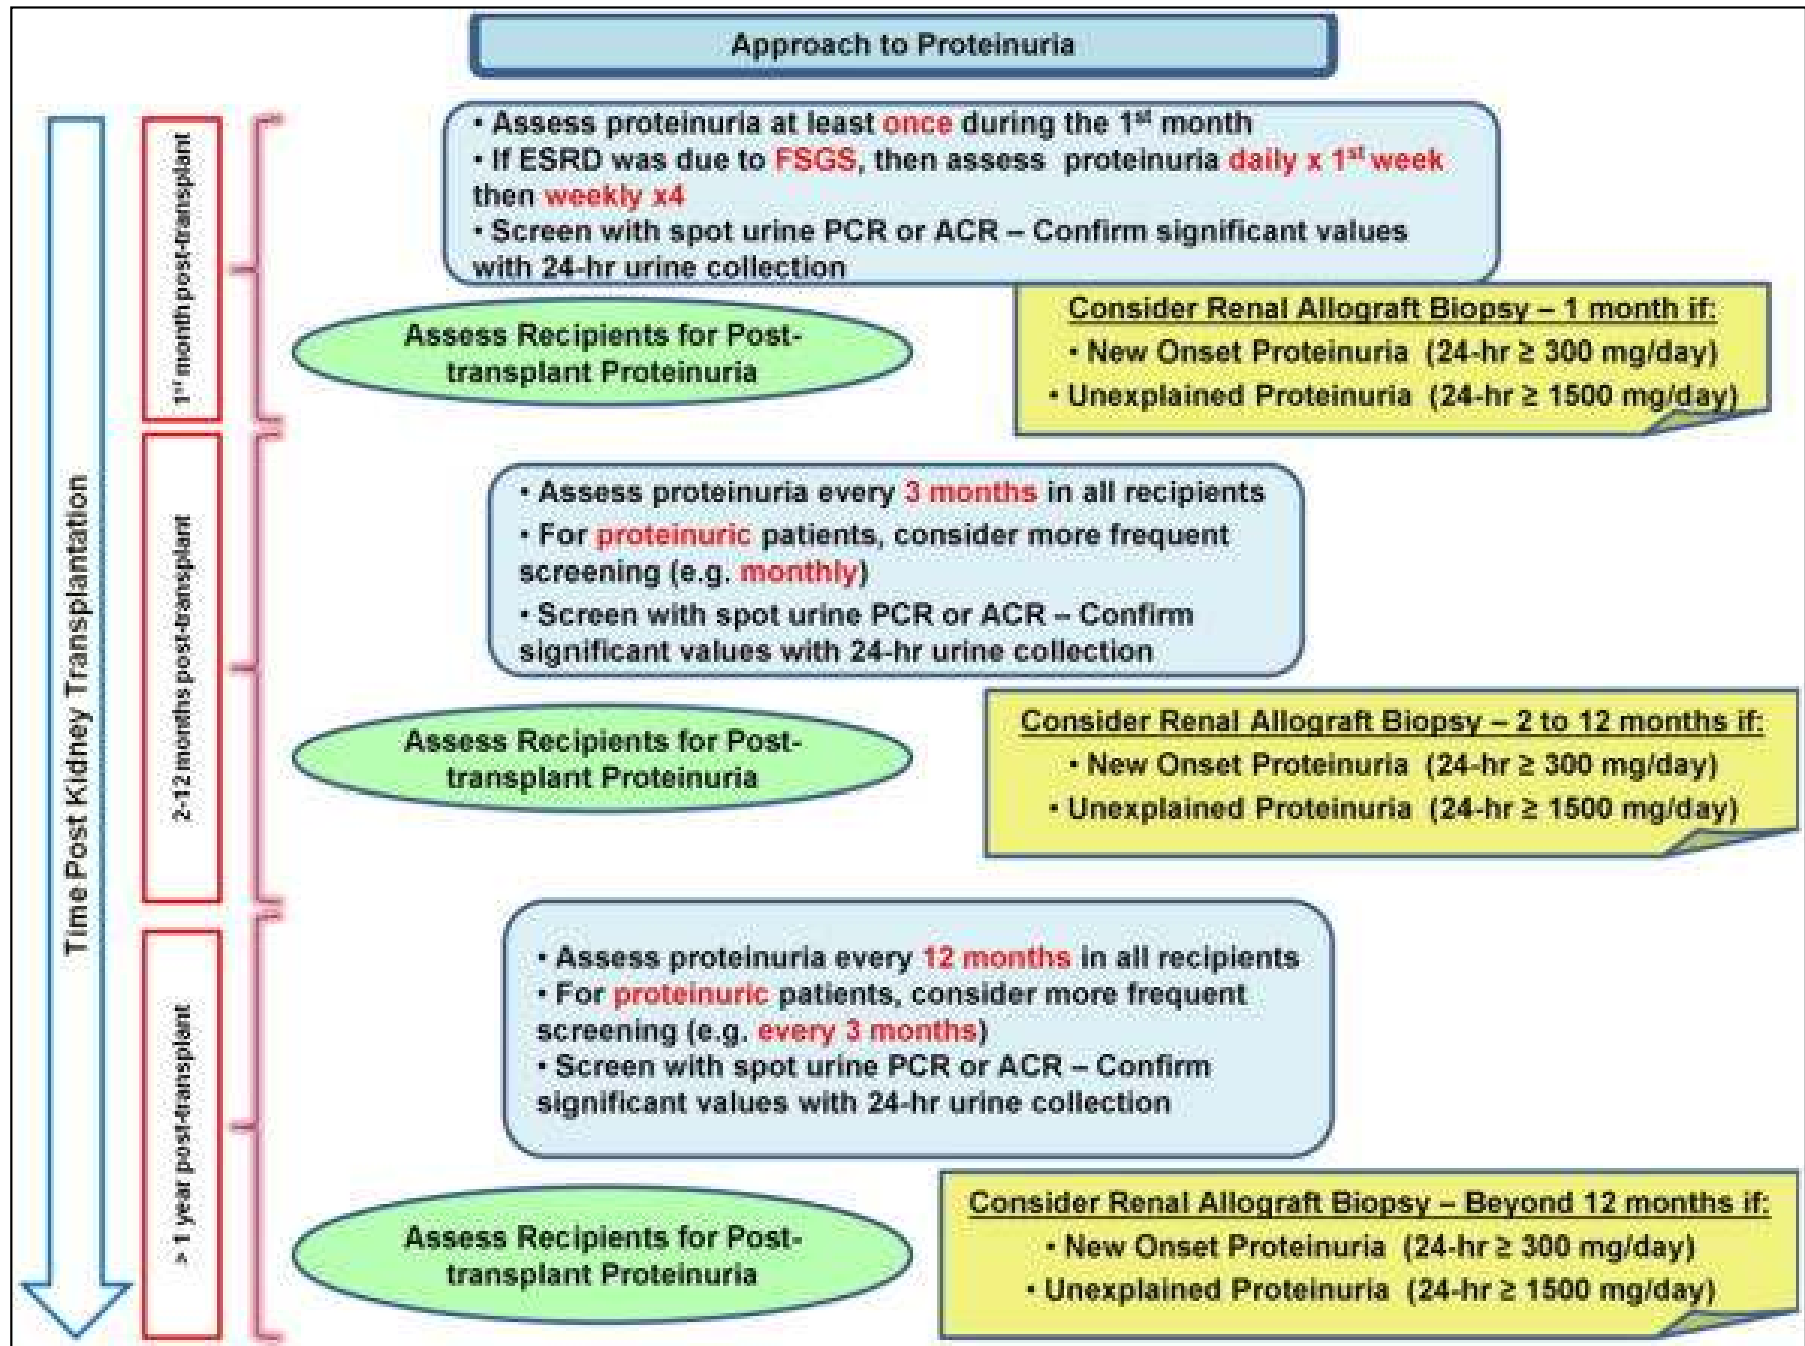 Approach to Proteinuria
Time Post Kidney Transplantation
1st month post-transplant
• Assess proteinuria at least once during the 1st month
• If ESRD was due to FSGS, then assess proteinuria daily x 1st week
then weekly x4
• Screen with spot urine PCR or ACR – Confirm significant values
with 24-hr urine collection
Assess Recipients for Post-
transplant Proteinuria
Consider Renal Allograft Biopsy – 1 month if:
• New Onset Proteinuria (24-hr ≥ 300 mg/day)
• Unexplained Proteinuria (24-hr ≥ 1500 mg/day)
2-12 months post-transplant
• Assess proteinuria every 3 months in all recipients
• For proteinuric patients, consider more frequent
screening (e.g. monthly)
• Screen with spot urine PCR or ACR – Confirm
significant values with 24-hr urine collection
Assess Recipients for Post-
transplant Proteinuria
Consider Renal Allograft Biopsy – 2 to 12 months if:
• New Onset Proteinuria (24-hr ≥ 300 mg/day)
• Unexplained Proteinuria (24-hr ≥ 1500 mg/day)
> 1 year post-transplant
• Assess proteinuria every 12 months in all recipients
• For proteinuric patients, consider more frequent
screening (e.g. every 3 months)
• Screen with spot urine PCR or ACR – Confirm
significant values with 24-hr urine collection
Assess Recipients for Post-
transplant Proteinuria
Consider Renal Allograft Biopsy – Beyond 12 months if:
• New Onset Proteinuria (24-hr ≥ 300 mg/day)
• Unexplained Proteinuria (24-hr ≥ 1500 mg/day)